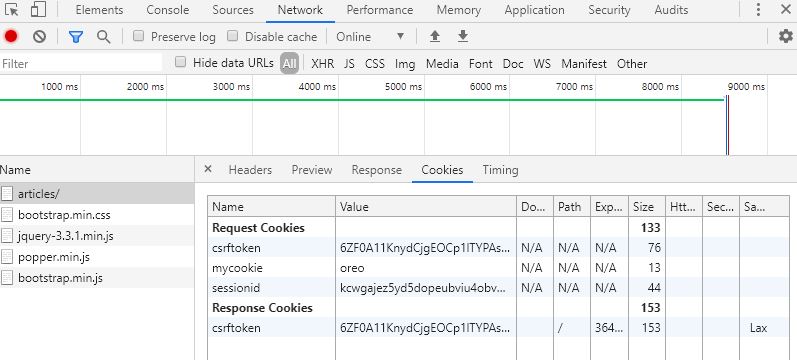 Elements Console Sources Network Performance Memory Application Security Audits
Preserve log Disable cache Online
Filter Hide data URLs All XHR JS CSS Img Media Font Doc WS Manifest Other
1000 ms 2000 ms 3000 ms 4000 ms 5000 ms 6000 ms 7000 ms 8000 ms 9000 ms
Name × Headers Preview Response Cookies Timing
articles/
bootstrap.min.css
jquery-3.3.1.min.js
popper.min.js
bootstrap.min.js
Name Value Do... Path Exp... Size Htt... Sec... Sa...
Request Cookies 133
csrftoken 6ZF0A11KnydCjgEOCp1ITYPAs... N/A N/A N/A 76
mycookie oreo N/A N/A N/A 13
sessionid kcwgajez5yd5dopeubviu4obv... N/A N/A N/A 44
Response Cookies 153
csrftoken 6ZF0A11KnydCjgEOCp1ITYPAs... / 364... 153 Lax